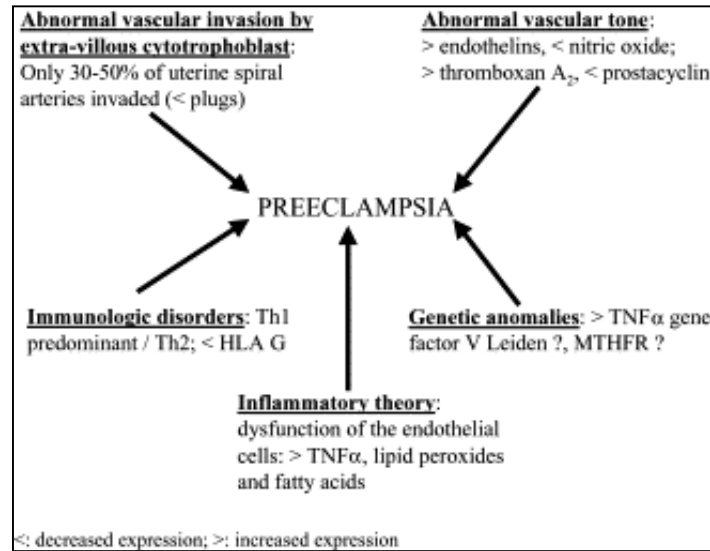 Abnormal vascular invasion by
extra-villous cytotrophoblast:
Only 30-50% of uterine spiral
arteries invaded (< plugs)
Abnormal vascular tone:
> endothelins, < nitric oxide;
> thromboxan A₂, < prostacyclin
PREECLAMPSIA
Immunologic disorders: Th1
predominant / Th2; < HLA G
Genetic anomalies: > TNFα gene
factor V Leiden ?, MTHFR ?
Inflammatory theory:
dysfunction of the endothelial
cells: > TNFα, lipid peroxides
and fatty acids
<: decreased expression; >: increased expression